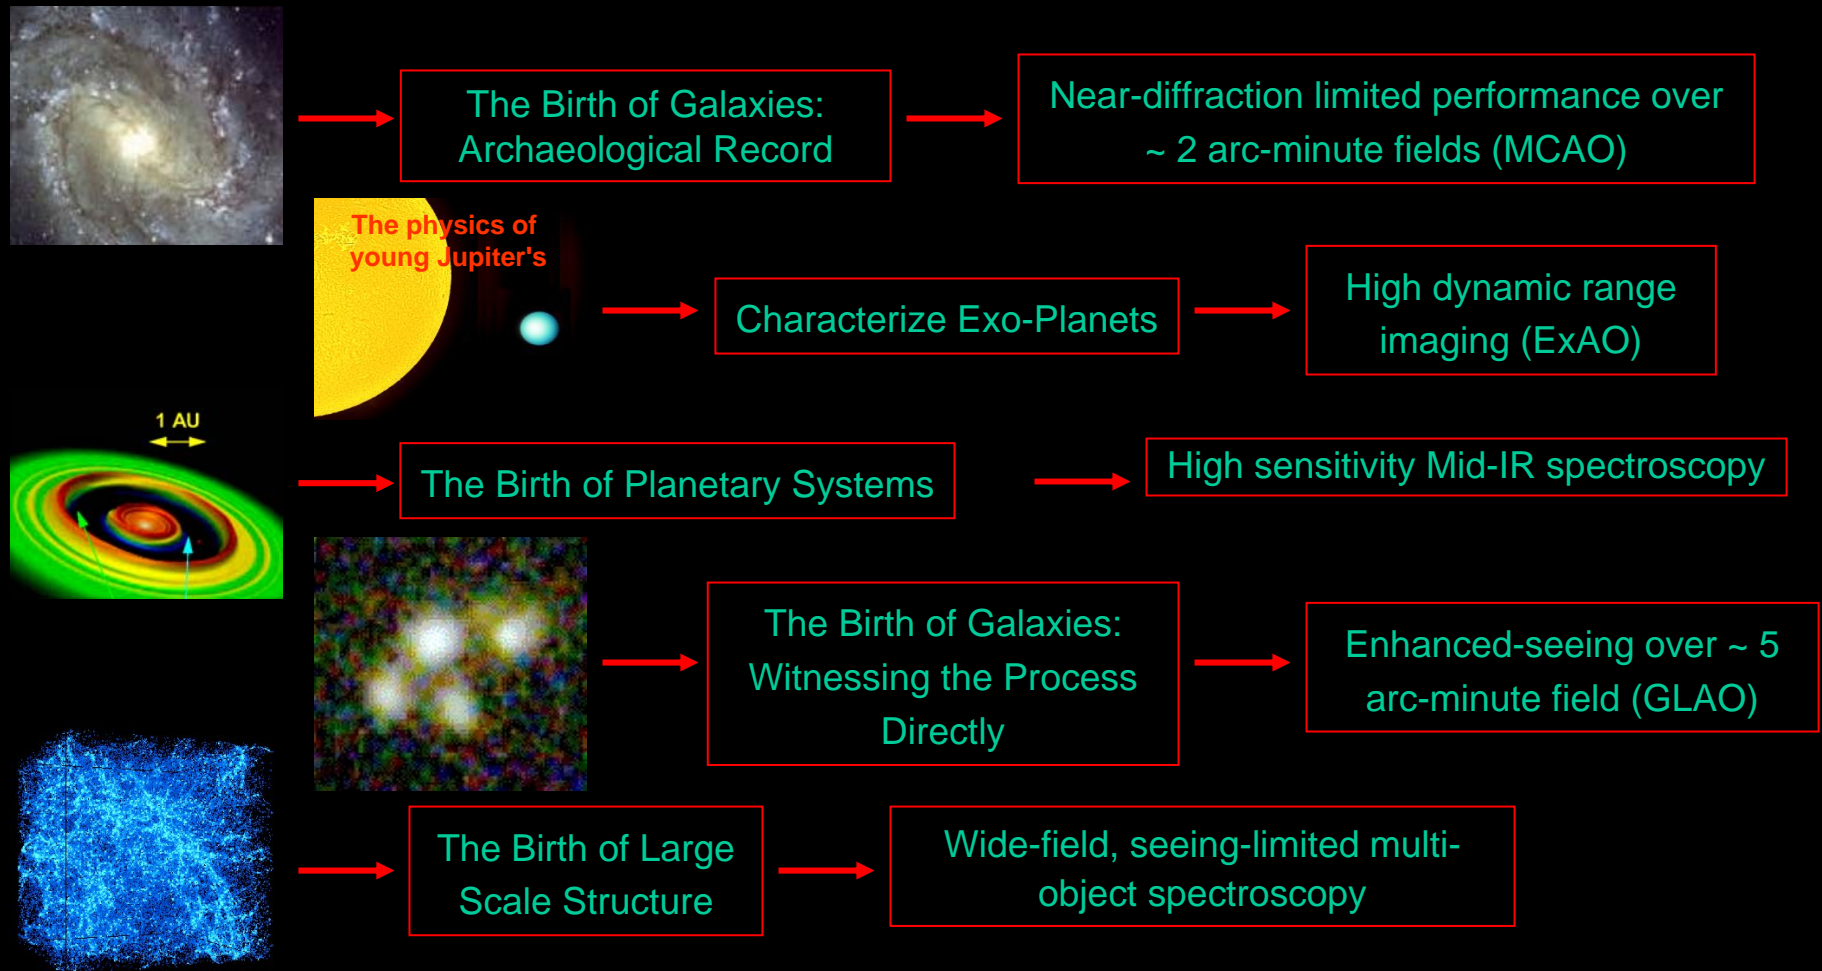 The Birth of Galaxies:
Archaeological Record
Near-diffraction limited performance over
~ 2 arc-minute fields (MCAO)
The physics of
young Jupiter's
Characterize Exo-Planets
High dynamic range
imaging (ExAO)
1 AU
The Birth of Planetary Systems
High sensitivity Mid-IR spectroscopy
The Birth of Galaxies:
Witnessing the Process
Directly
Enhanced-seeing over ~ 5
arc-minute field (GLAO)
The Birth of Large
Scale Structure
Wide-field, seeing-limited multi-
object spectroscopy